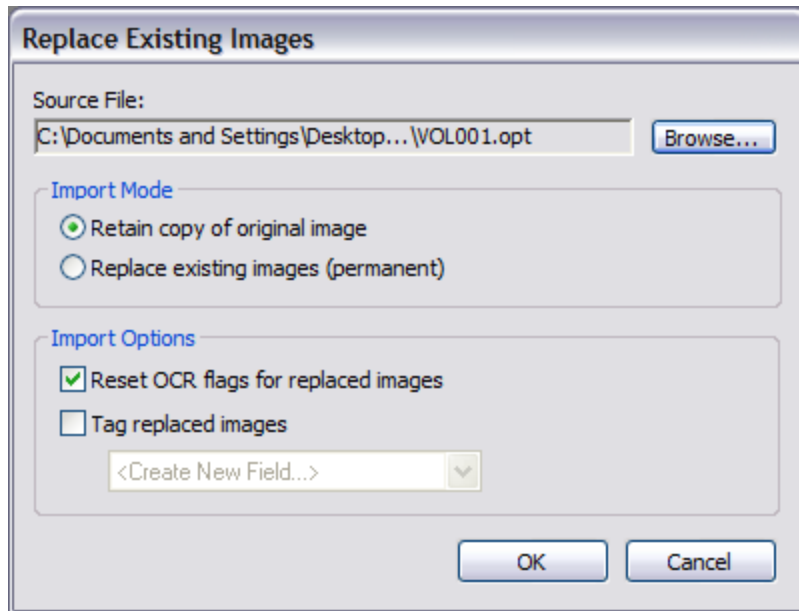 Replace Existing Images
Source File:
C:\Documents and Settings\Desktop...\VOL001.opt
Browse...
Import Mode
Retain copy of original image
Replace existing images (permanent)
Import Options
Reset OCR flags for replaced images
Tag replaced images
<Create New Field...>
OK
Cancel